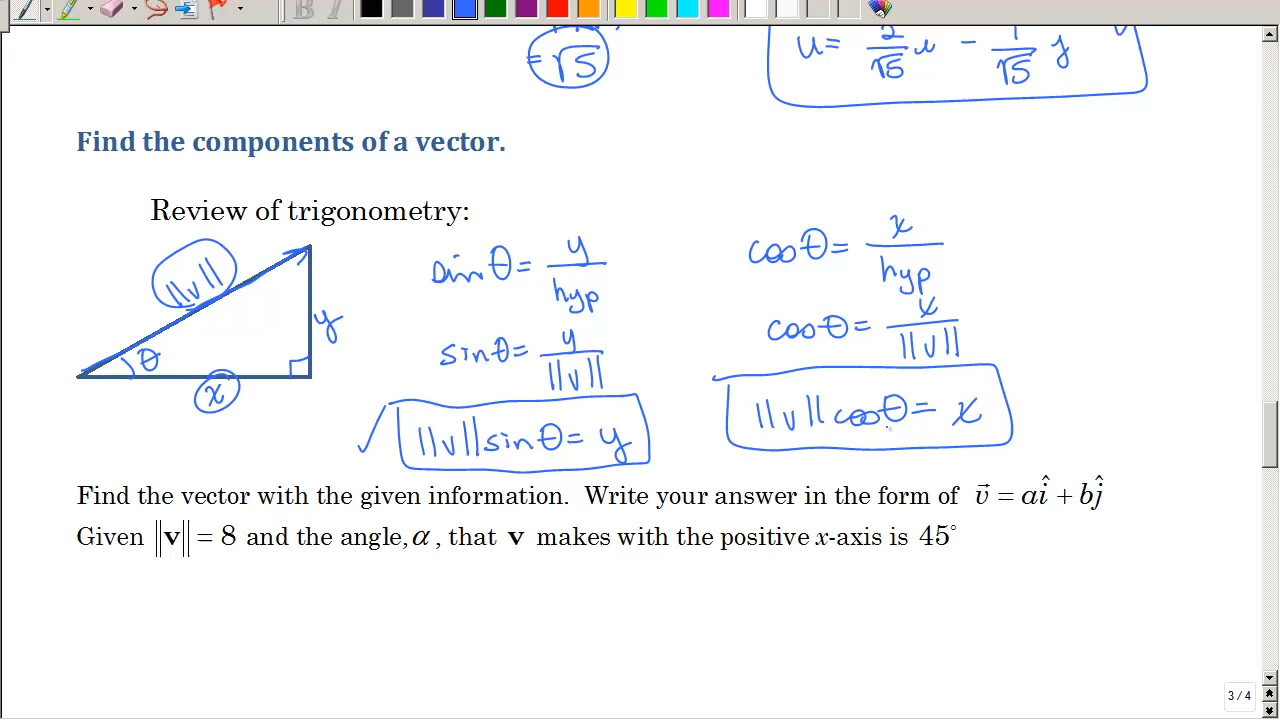 B I
= √5
u = 2/√5 i - 1/√5 j
Find the components of a vector.
Review of trigonometry:
||v||
y
θ
x
sin θ = y/hyp
sin θ = y/||v||
||v|| sin θ = y
cos θ = x/hyp
cos θ = x/||v||
||v|| cos θ = x
Find the vector with the given information. Write your answer in the form of v⃗ = aî + bĵ
Given ||v|| = 8 and the angle, α, that v makes with the positive x-axis is 45°
3 / 4